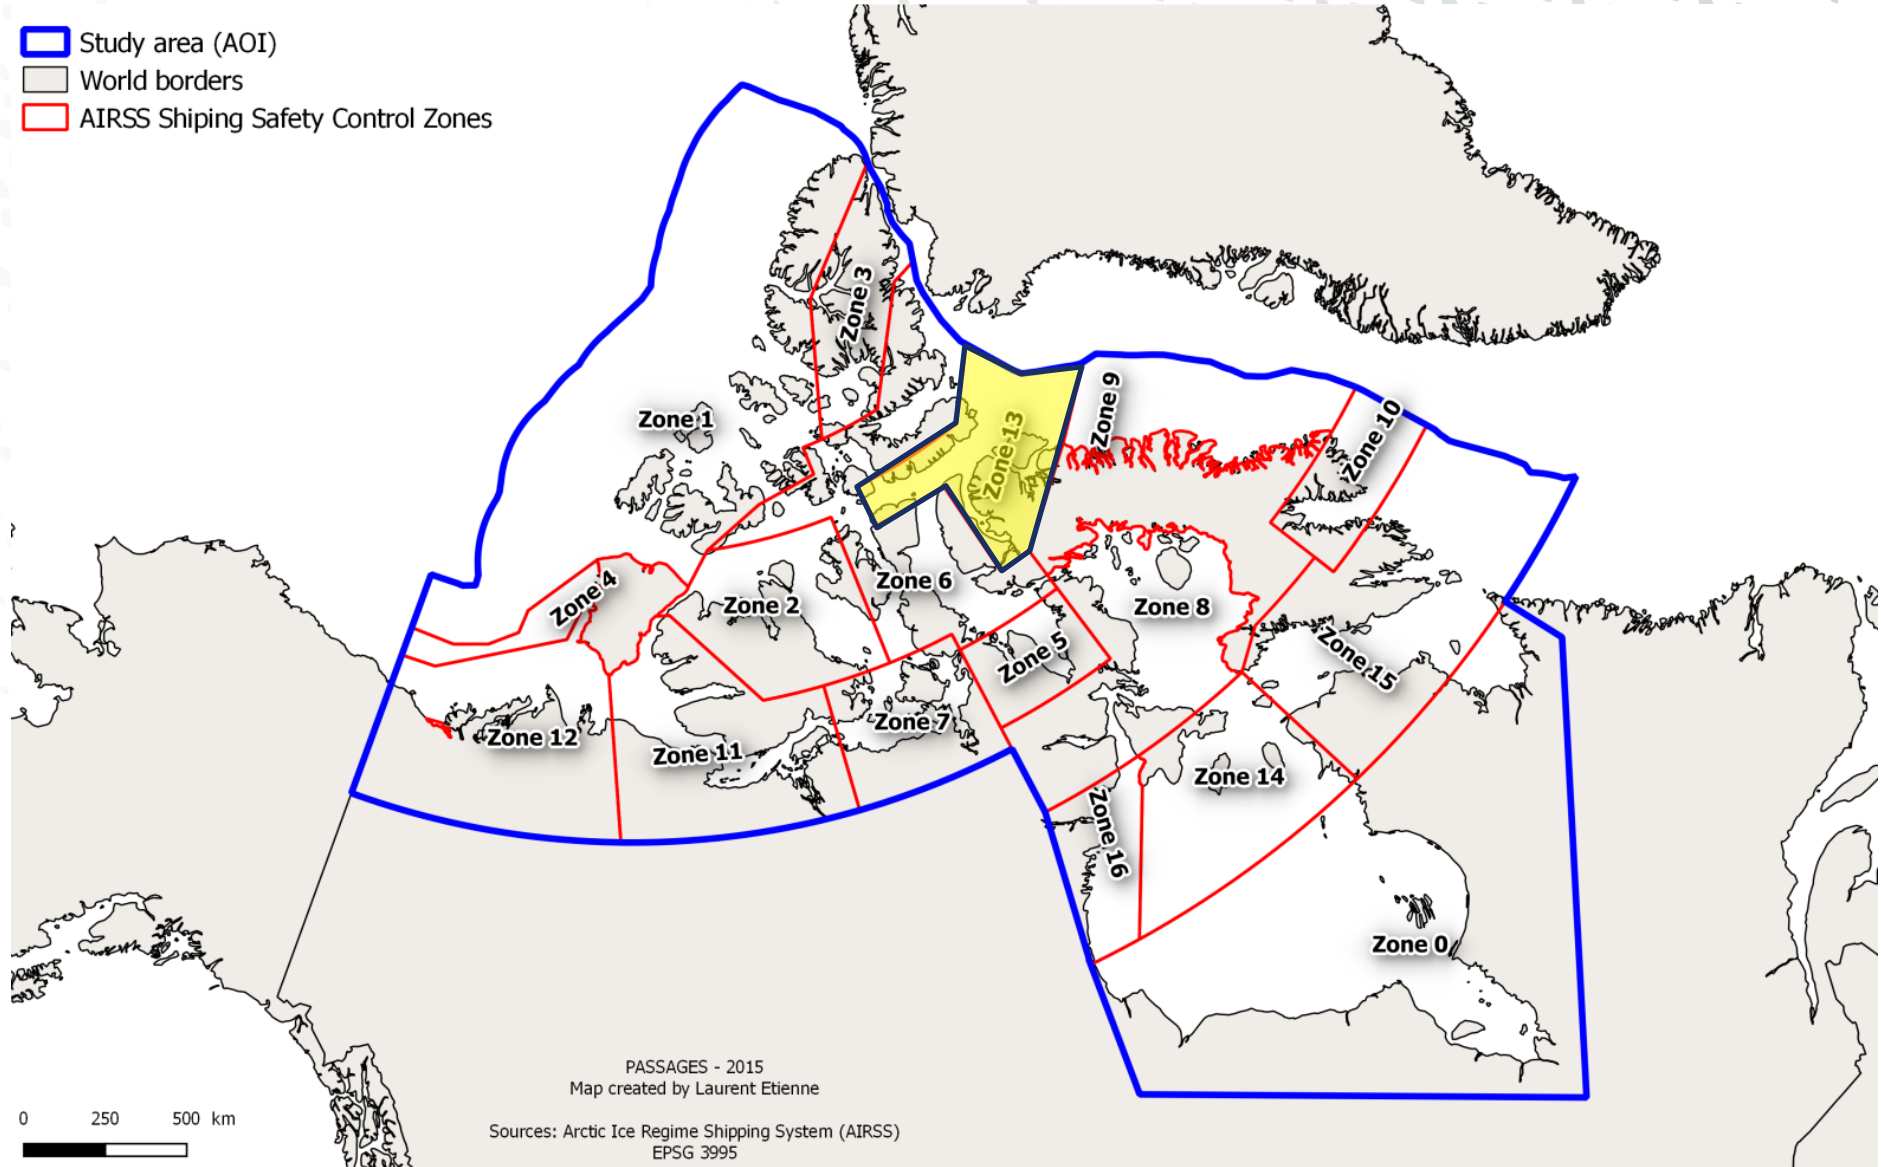 Study area (AOI)
World borders
AIRSS Shiping Safety Control Zones
Zone 3
Zone 1
Zone 13
Zone 9
Zone 10
Zone 4
Zone 2
Zone 6
Zone 8
Zone 5
Zone 15
Zone 12
Zone 11
Zone 7
Zone 14
Zone 16
Zone 0
PASSAGES - 2015
Map created by Laurent Etienne
0 250 500 km
Sources: Arctic Ice Regime Shipping System (AIRSS)
EPSG 3995